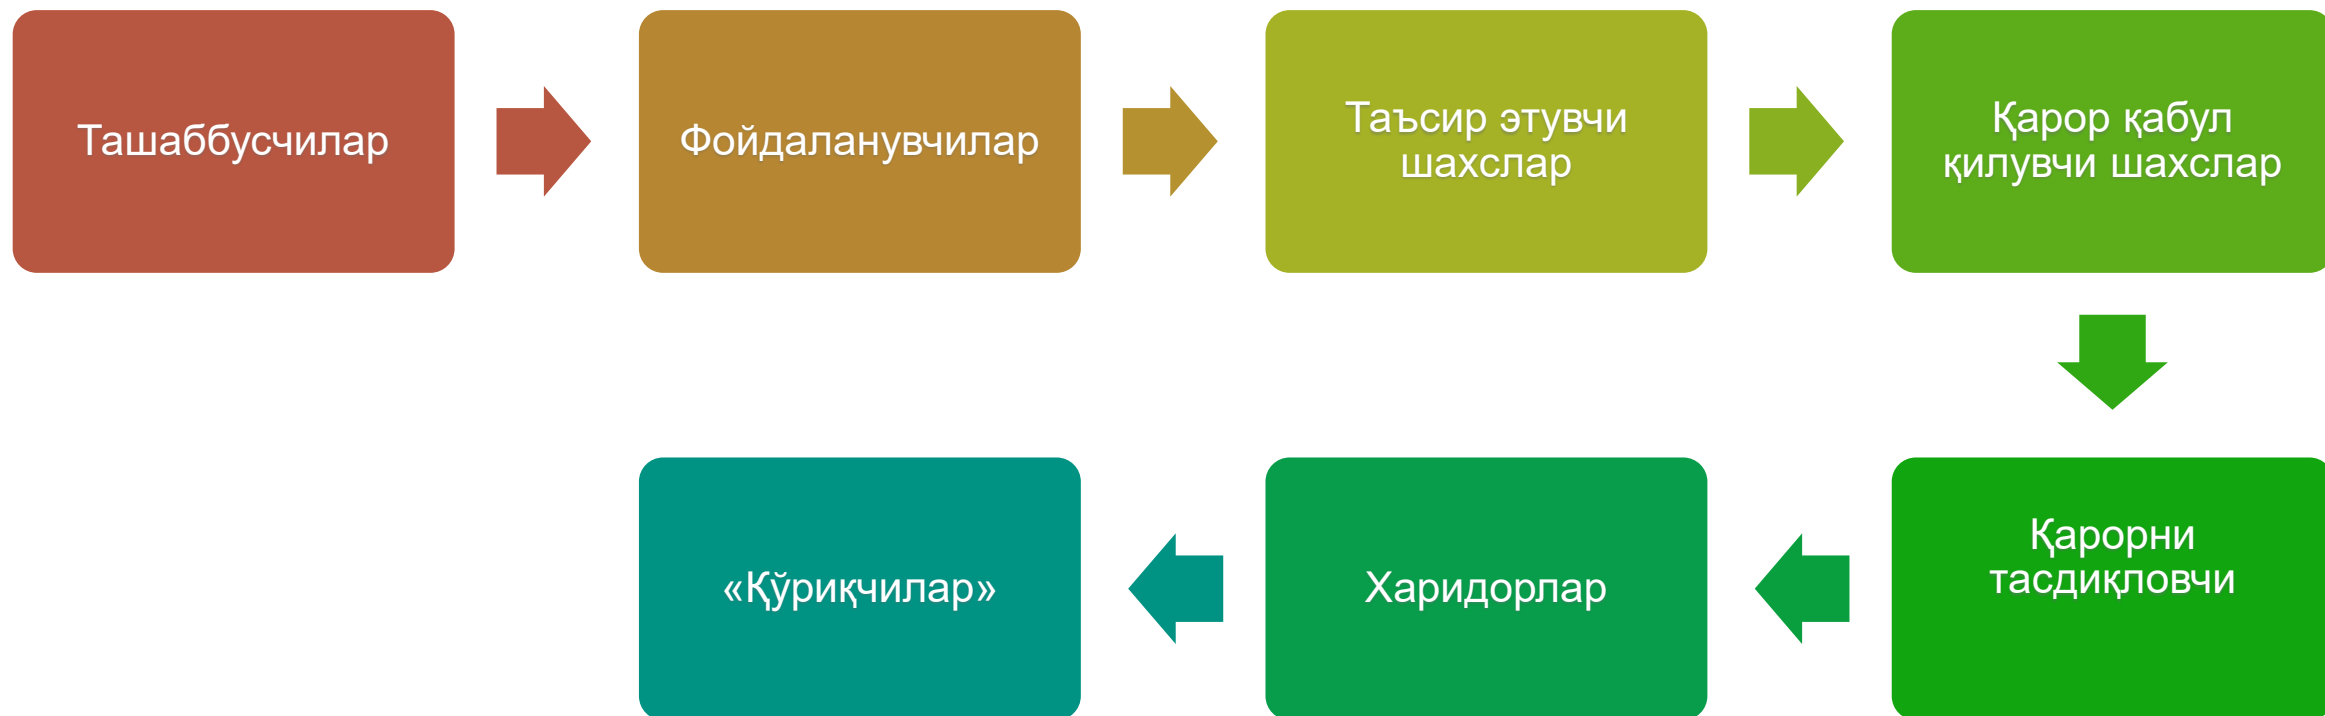 Ташаббусчилар
Фойдаланувчилар
Таъсир этувчи
шахслар
Қарор қабул
қилувчи шахслар
Қарорни
тасдиқловчи
Харидорлар
«Қўриқчилар»